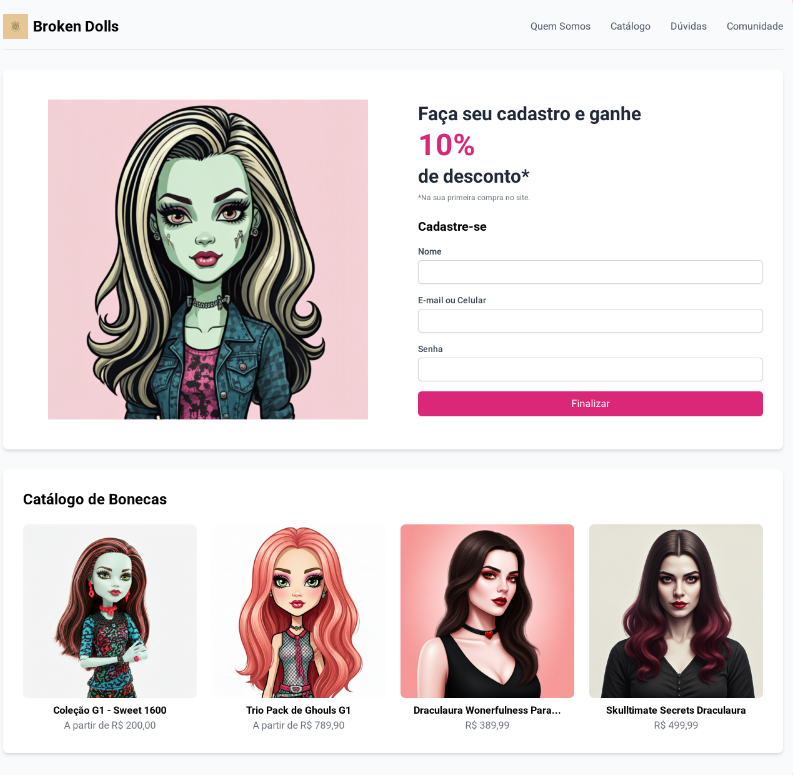 Broken Dolls
Quem Somos
Catálogo
Dúvidas
Comunidade
Faça seu cadastro e ganhe
10%
de desconto*
*Na sua primeira compra no site.
Cadastre-se
Nome
E-mail ou Celular
Senha
Finalizar
Catálogo de Bonecas
Coleção G1 - Sweet 1600
A partir de R$ 200,00
Trio Pack de Ghouls G1
A partir de R$ 789,90
Draculaura Wonerfulness Para...
R$ 389,99
Skulltimate Secrets Draculaura
R$ 499,99